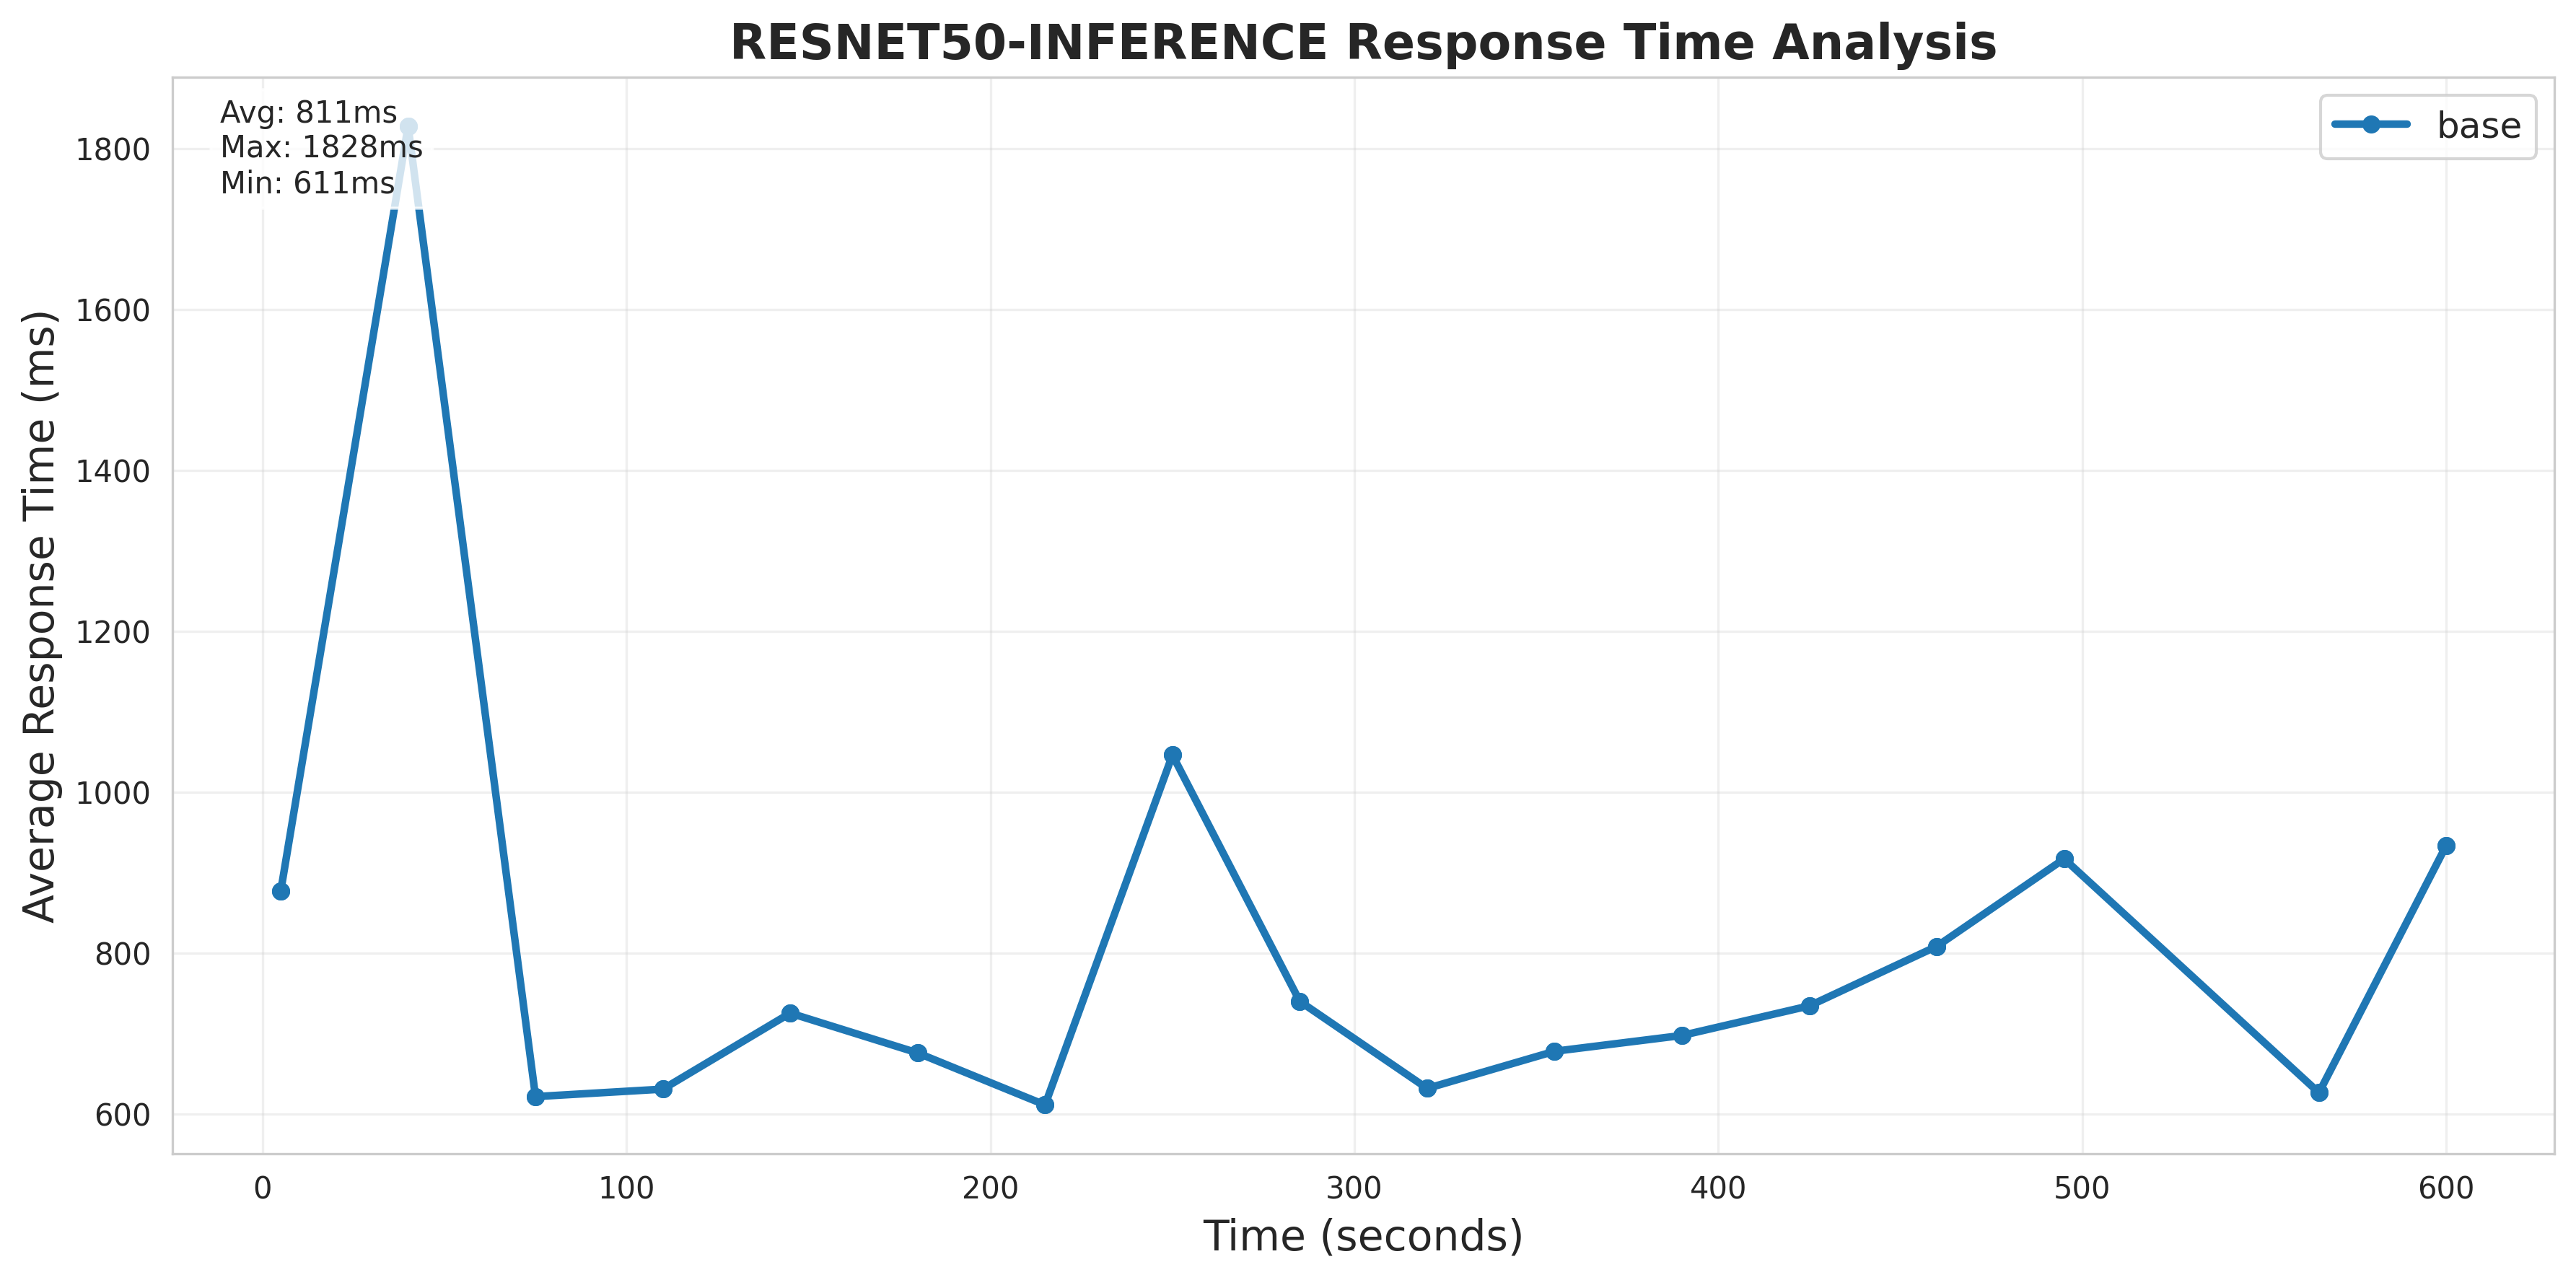 RESNET50-INFERENCE Response Time Analysis
Avg: 811ms
Max: 1828ms
Min: 611ms
base
Average Response Time (ms)
1800
1600
1400
1200
1000
800
600
0 100 200 300 400 500 600
Time (seconds)